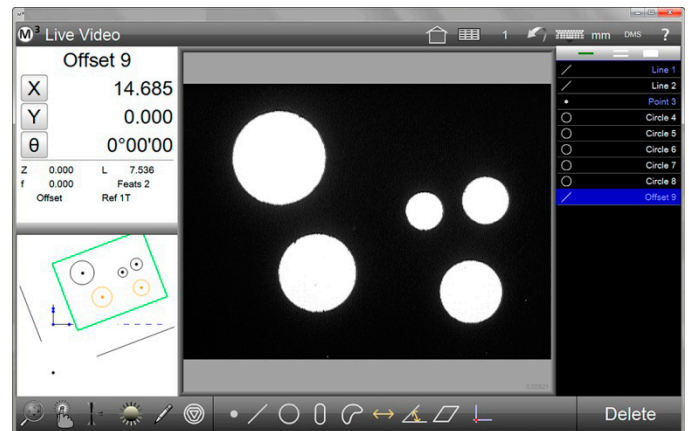 M³ Live Video
1
mm
DMS
?
Offset 9
X 14.685
Y 0.000
θ 0°00'00
Z 0.000 L 7.536
f 0.000 Feats 2
Offset Ref 1T
Line 1
Line 2
Point 3
Circle 4
Circle 5
Circle 6
Circle 7
Circle 8
Offset 9
Delete